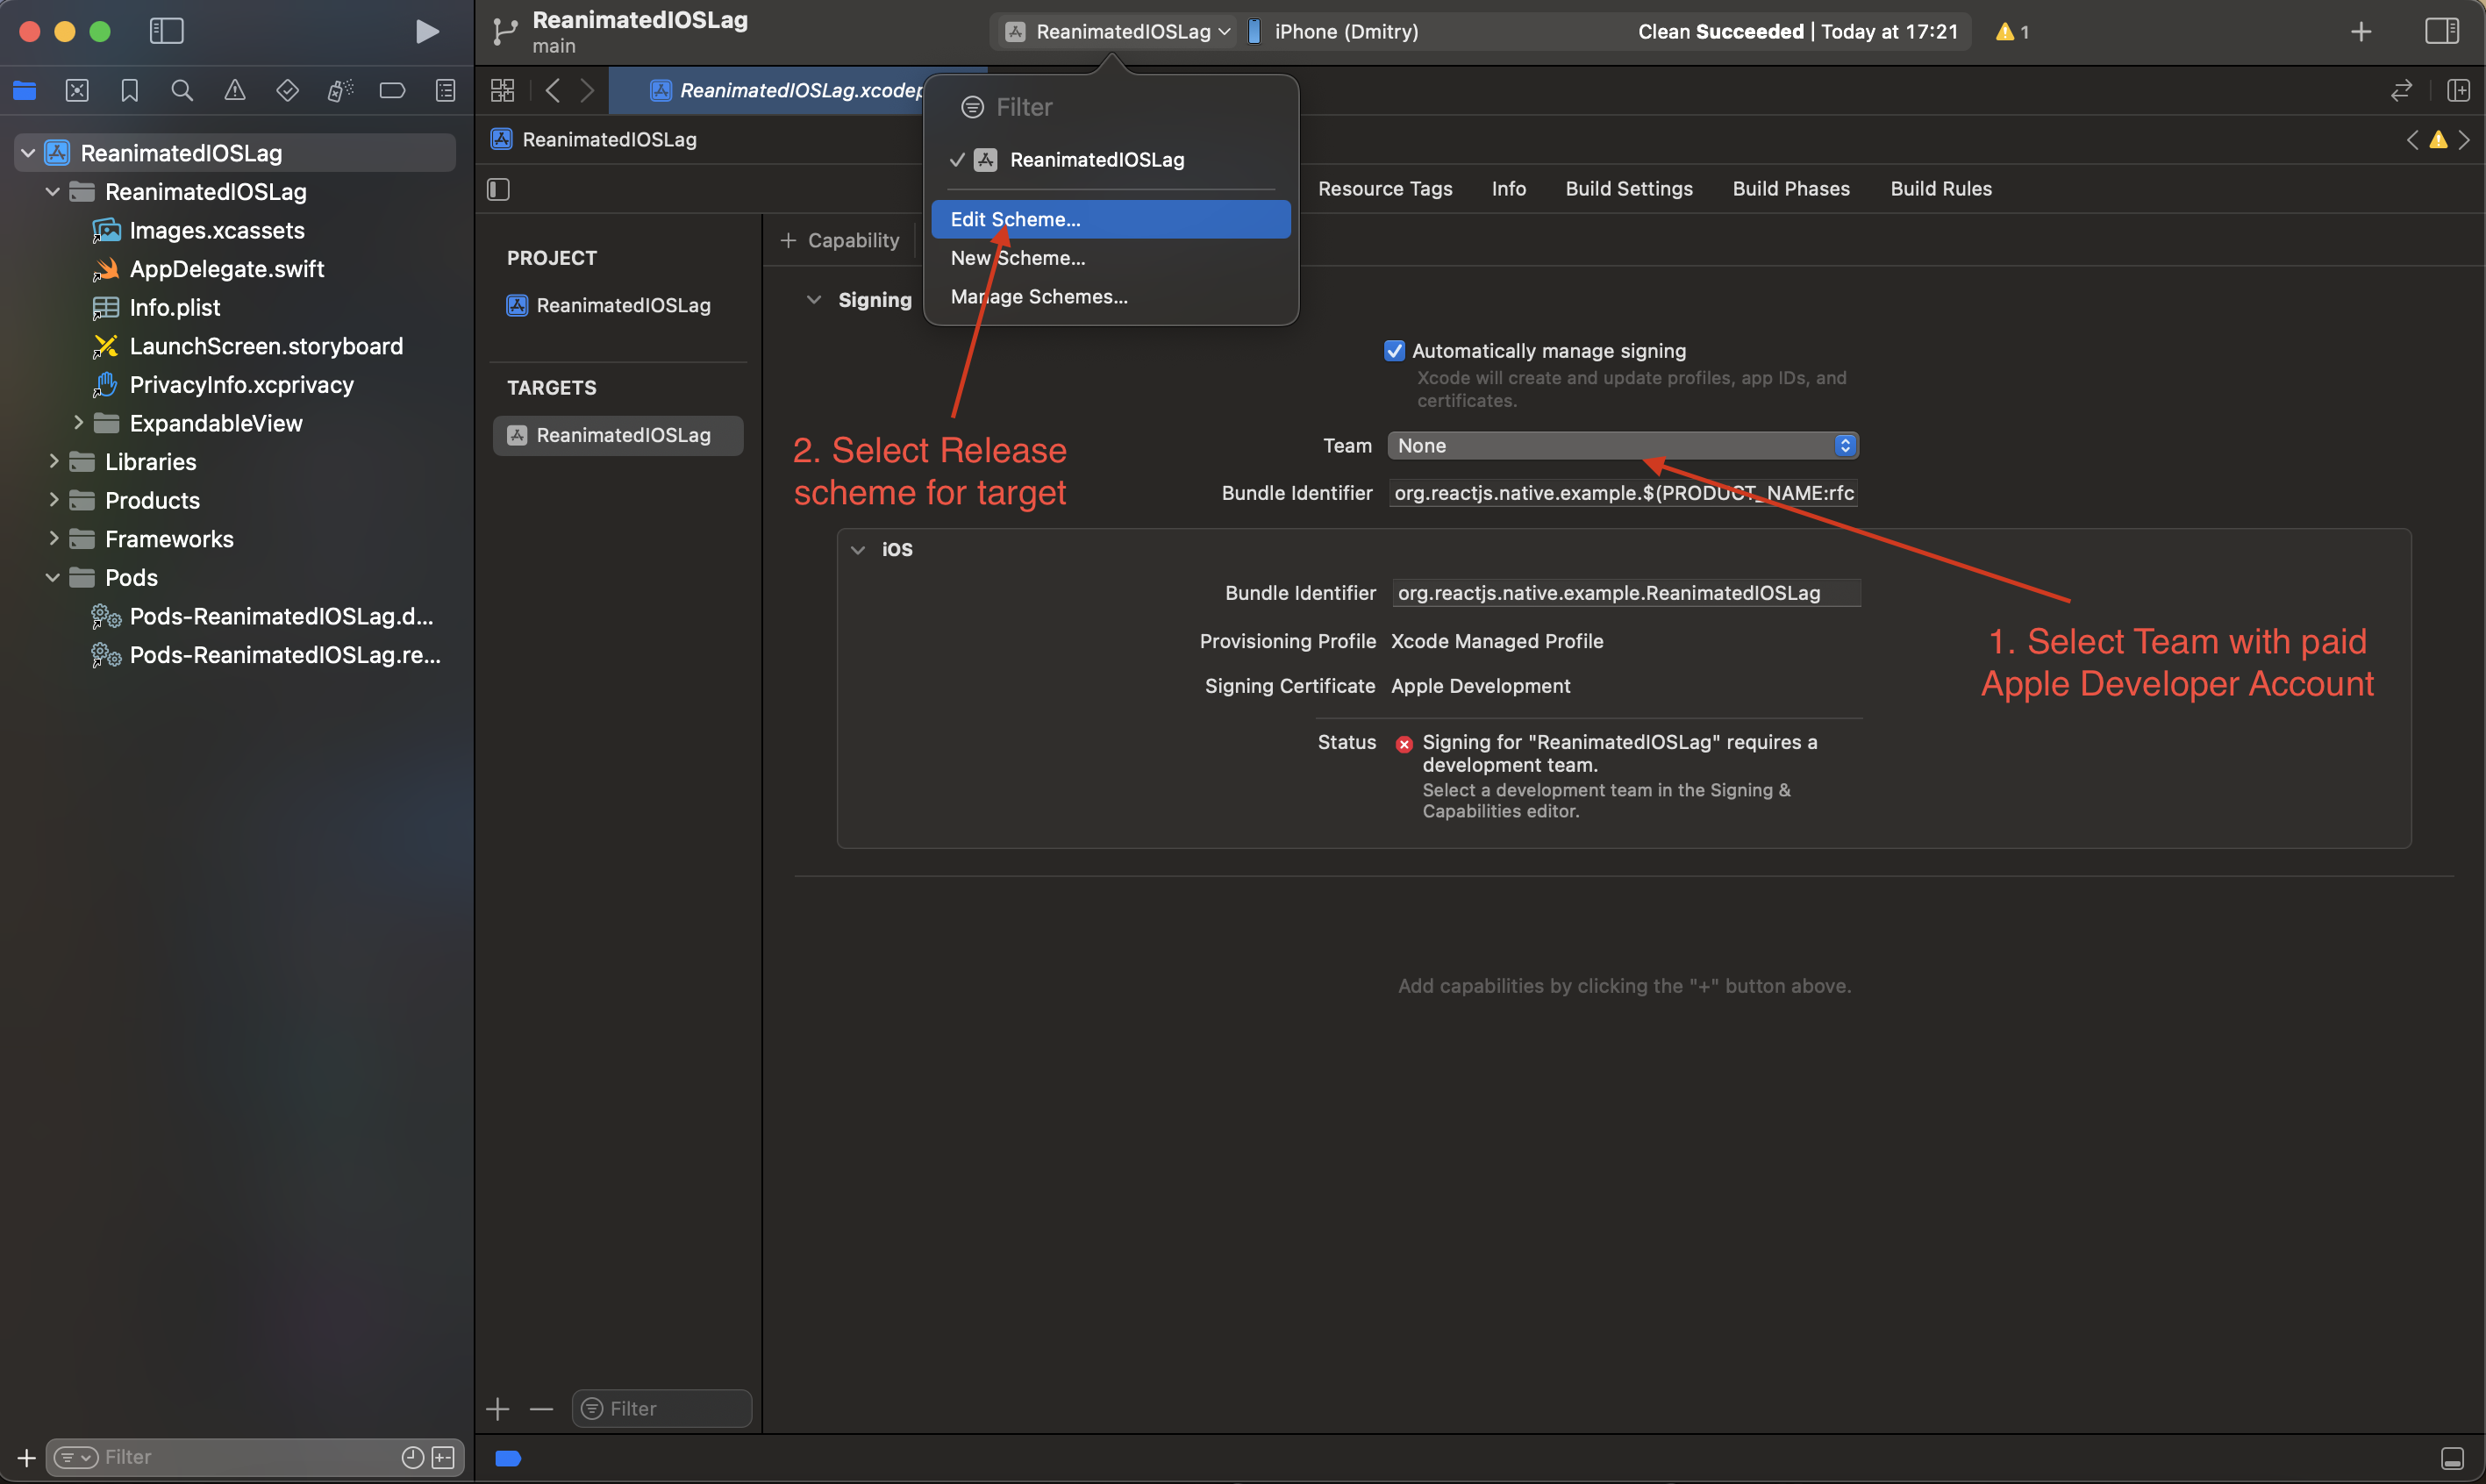 ReanimatedIOSLag
main
ReanimatedIOSLag
iPhone (Dmitry)
Clean Succeeded | Today at 17:21
1
ReanimatedIOSLag.xcodep
Filter
ReanimatedIOSLag
Edit Scheme...
New Scheme...
Manage Schemes...
ReanimatedIOSLag
ReanimatedIOSLag
ReanimatedIOSLag
Images.xcassets
AppDelegate.swift
Info.plist
LaunchScreen.storyboard
PrivacyInfo.xcprivacy
ExpandableView
Libraries
Products
Frameworks
Pods
Pods-ReanimatedIOSLag.d...
Pods-ReanimatedIOSLag.re...
Filter
PROJECT
ReanimatedIOSLag
TARGETS
ReanimatedIOSLag
Filter
Resource Tags
Info
Build Settings
Build Phases
Build Rules
+ Capability
Signing
Automatically manage signing
Xcode will create and update profiles, app IDs, and
certificates.
Team
None
Bundle Identifier
org.reactjs.native.example.$(PRODUCT_NAME:rfc
2. Select Release
scheme for target
iOS
Bundle Identifier
org.reactjs.native.example.ReanimatedIOSLag
Provisioning Profile
Xcode Managed Profile
Signing Certificate
Apple Development
1. Select Team with paid
Apple Developer Account
Status
Signing for "ReanimatedIOSLag" requires a
development team.
Select a development team in the Signing &
Capabilities editor.
Add capabilities by clicking the "+" button above.